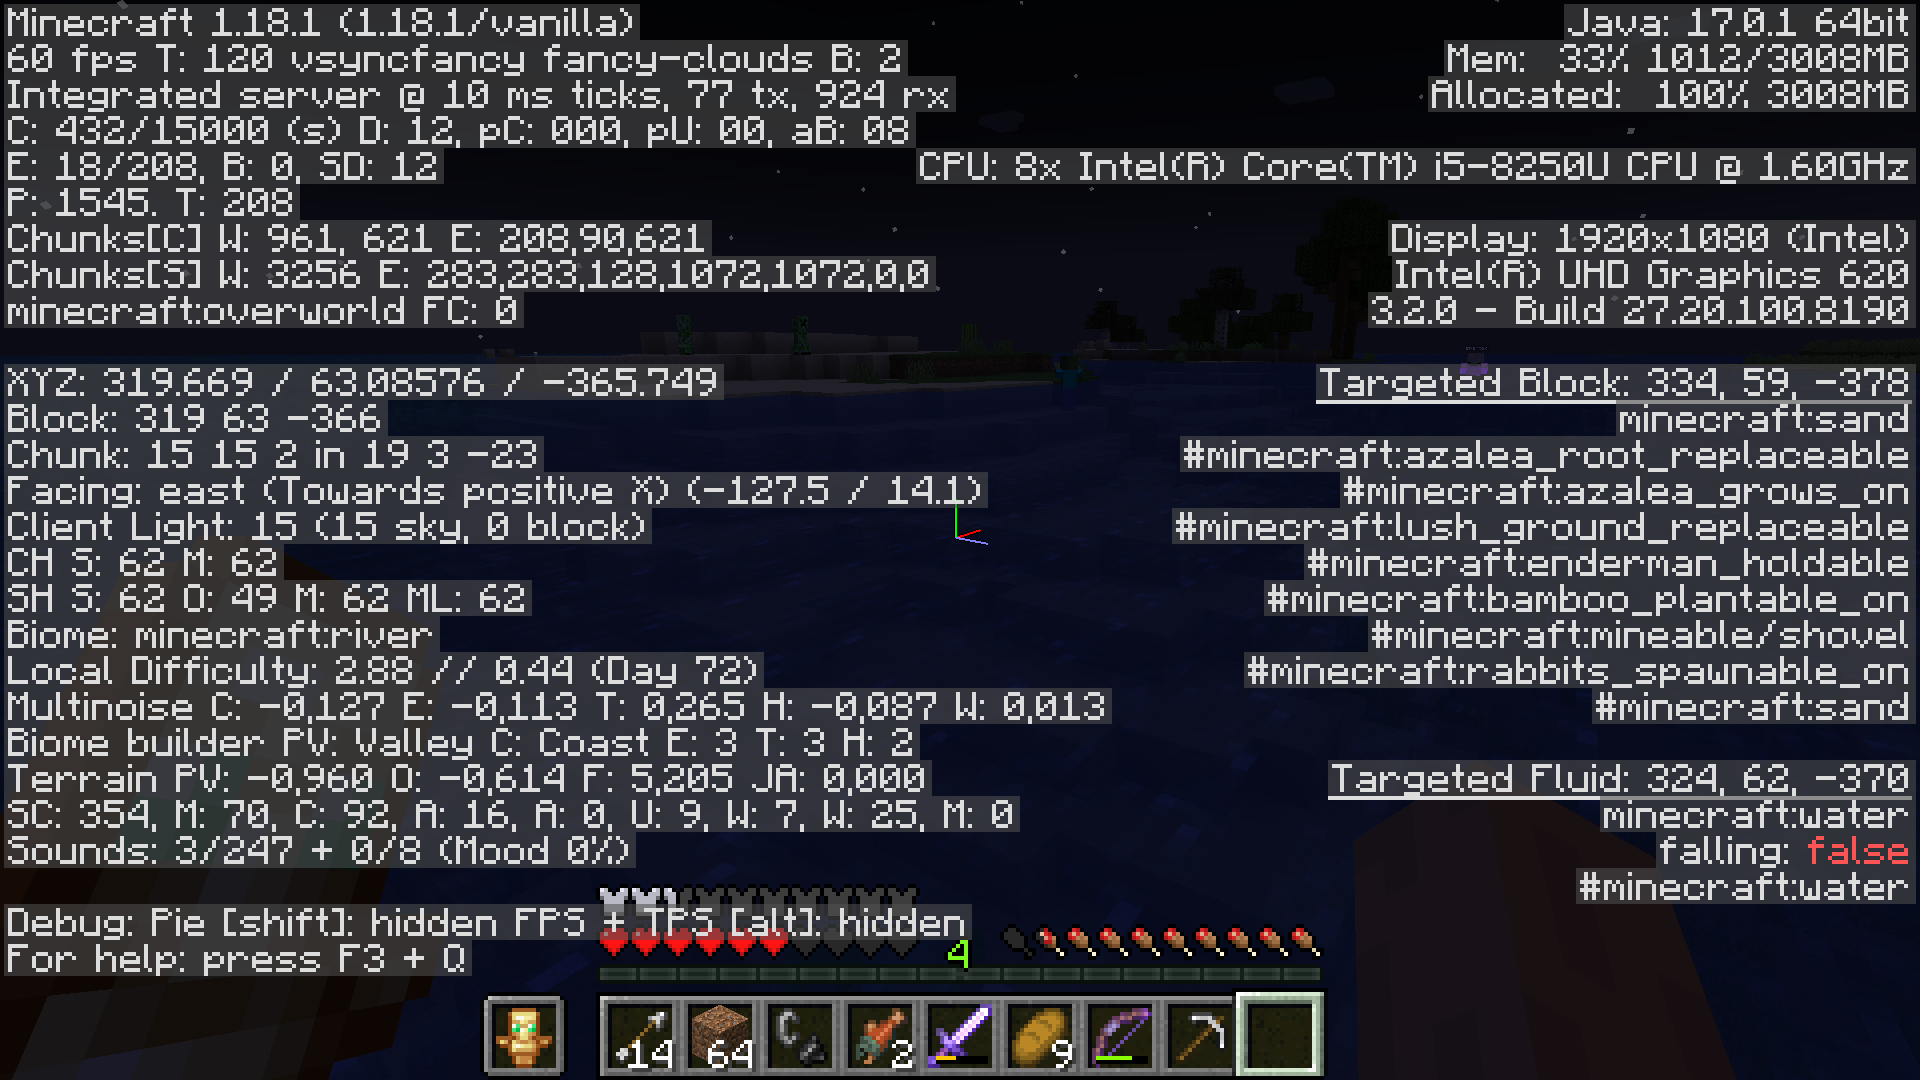 Minecraft 1.18.1 (1.18.1/vanilla)
60 fps T: 120 vsyncfancy fancy-clouds B: 2
Integrated server @ 10 ms ticks, 77 tx, 924 rx
C: 432/15000 (s) D: 12, pC: 000, pU: 00, aB: 08
E: 18/208, B: 0, SD: 12
P: 1545. T: 208
Chunks[C] W: 961, 621 E: 208,90,621
Chunks[S] W: 3256 E: 283,283,128,1072,1072,0,0
minecraft:overworld FC: 0
XYZ: 319.669 / 63.08576 / -365.749
Block: 319 63 -366
Chunk: 15 15 2 in 19 3 -23
Facing: east (Towards positive X) (-127.5 / 14.1)
Client Light: 15 (15 sky, 0 block)
CH S: 62 M: 62
SH S: 62 O: 49 M: 62 ML: 62
Biome: minecraft:river
Local Difficulty: 2.88 // 0.44 (Day 72)
Multinoise C: -0,127 E: -0,113 T: 0,265 H: -0,087 W: 0,013
Biome builder PV: Valley C: Coast E: 3 T: 3 H: 2
Terrain PV: -0,960 O: -0,614 F: 5,205 JA: 0,000
SC: 354, M: 70, C: 92, A: 16, A: 0, U: 9, W: 7, W: 25, M: 0
Sounds: 3/247 + 0/8 (Mood 0%)
Debug: Pie [shift]: hidden FPS + TPS [alt]: hidden
For help: press F3 + Q
Java: 17.0.1 64bit
Mem: 33% 1012/3008MB
Allocated: 100% 3008MB
CPU: 8x Intel(R) Core(TM) i5-8250U CPU @ 1.60GHz
Display: 1920x1080 (Intel)
Intel(R) UHD Graphics 620
3.2.0 - Build 27.20.100.8190
Targeted Block: 334, 59, -378
minecraft:sand
#minecraft:azalea_root_replaceable
#minecraft:azalea_grows_on
#minecraft:lush_ground_replaceable
#minecraft:enderman_holdable
#minecraft:bamboo_plantable_on
#minecraft:mineable/shovel
#minecraft:rabbits_spawnable_on
#minecraft:sand
Targeted Fluid: 324, 62, -370
minecraft:water
falling: false
#minecraft:water
4
14 64 2 9